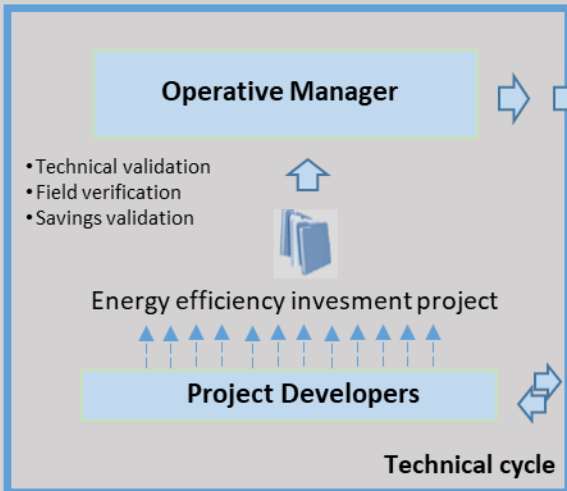 Operative Manager
• Technical validation
• Field verification
• Savings validation
Energy efficiency invesment project
Project Developers
Technical cycle